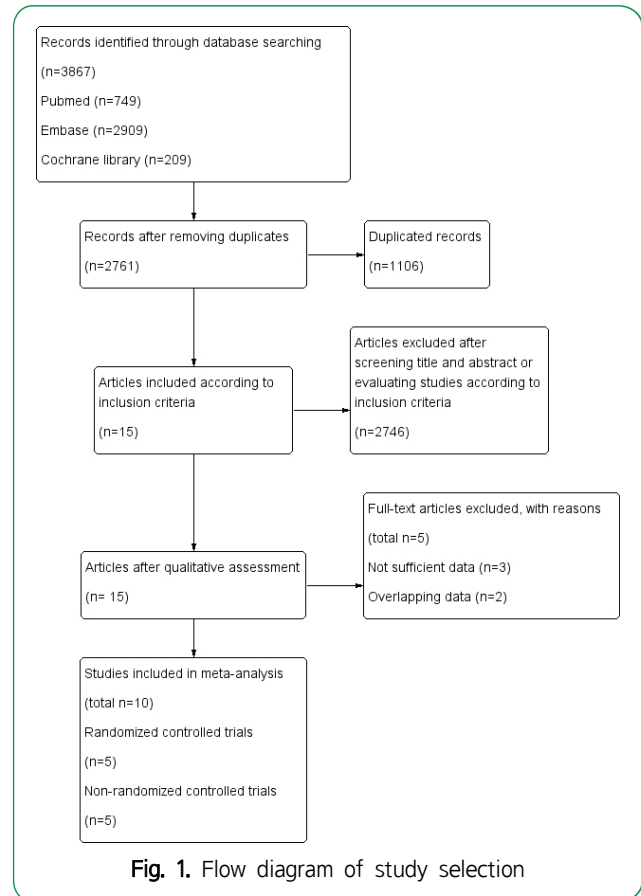 Records identified through database searching
(n=3867)
Pubmed (n=749)
Embase (n=2909)
Cochrane library (n=209)
Records after removing duplicates
(n=2761)
Duplicated records
(n=1106)
Articles included according to
inclusion criteria
(n=15)
Articles excluded after
screening title and abstract or
evaluating studies according to
inclusion criteria
(n=2746)
Articles after qualitative assessment
(n= 15)
Full-text articles excluded, with reasons
(total n=5)
Not sufficient data (n=3)
Overlapping data (n=2)
Studies included in meta-analysis
(total n=10)
Randomized controlled trials
(n=5)
Non-randomized controlled trials
(n=5)
Fig. 1. Flow diagram of study selection